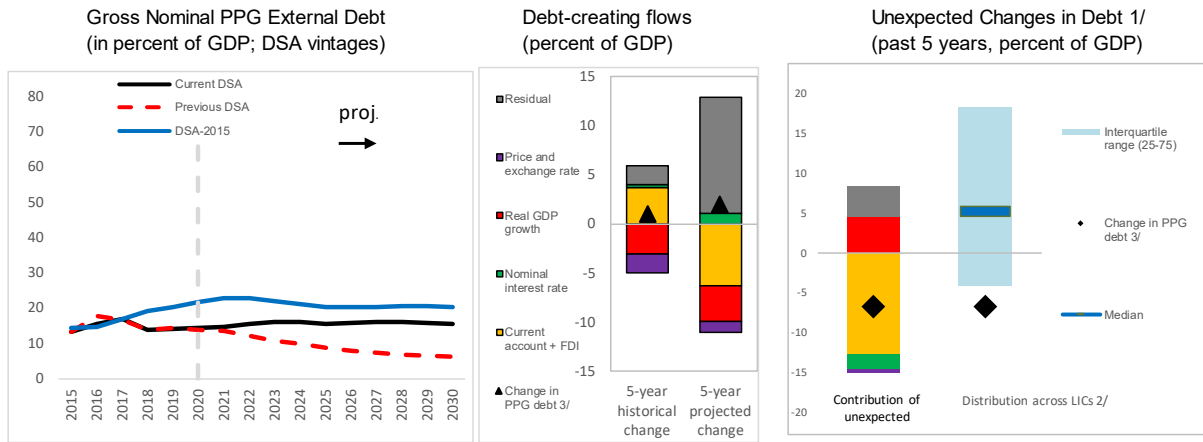 Gross Nominal PPG External Debt
(in percent of GDP; DSA vintages)
Current DSA
Previous DSA
DSA-2015
proj.
80
70
60
50
40
30
20
10
0
2015
2016
2017
2018
2019
2020
2021
2022
2023
2024
2025
2026
2027
2028
2029
2030
Debt-creating flows
(percent of GDP)
Residual
Price and
exchange rate
Real GDP
growth
Nominal
interest rate
Current
account + FDI
Change in
PPG debt 3/
15
10
5
0
-5
-10
-15
5-year
historical
change
5-year
projected
change
Unexpected Changes in Debt 1/
(past 5 years, percent of GDP)
20
15
10
5
0
-5
-10
-15
-20
Interquartile
range (25-75)
Change in PPG
debt 3/
Median
Contribution of
unexpected
Distribution across LICs 2/